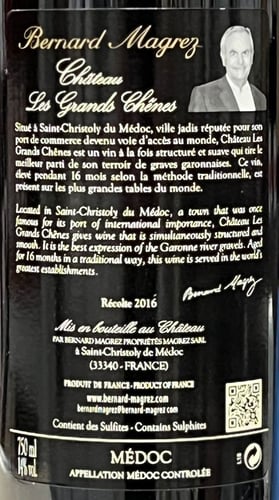 Bernard Magrez
Château
Les Grands Chênes
Situé à Saint-Christoly du Médoc, ville jadis réputée pour son
port de commerce devenu voie d'accès au monde, Château Les
Grands Chênes est un vin à la fois structuré et suave qui tire le
meilleur parti de son terroir de graves garonnaises. Ce vin,
élevé pendant 16 mois selon la méthode traditionnelle, est
présent sur les plus grandes tables du monde.
Located in Saint-Christoly du Médoc, a town that was once
famous for its port of international importance, Château Les
Grands Chênes gives wine that is simultaneously structured and
smooth. It is the best expression of the Garonne river gravels. Aged
for 16 months in a traditional way, this wine is served in the world's
greatest establishments.
Bernard Magrez
Récolte 2016
Mis en bouteille au Château
PAR BERNARD MAGREZ PROPRIÉTÉS MAGREZ SARL
à Saint-Christoly de Médoc
(33340 - FRANCE)
PRODUIT DE FRANCE - PRODUCT OF FRANCE
www.bernard-magrez.com
bernardmagrez@bernard-magrez.com
Contient des Sulfites - Contains Sulphites
750 ml
14% vol.
MÉDOC
APPELLATION MÉDOC CONTRÔLÉE